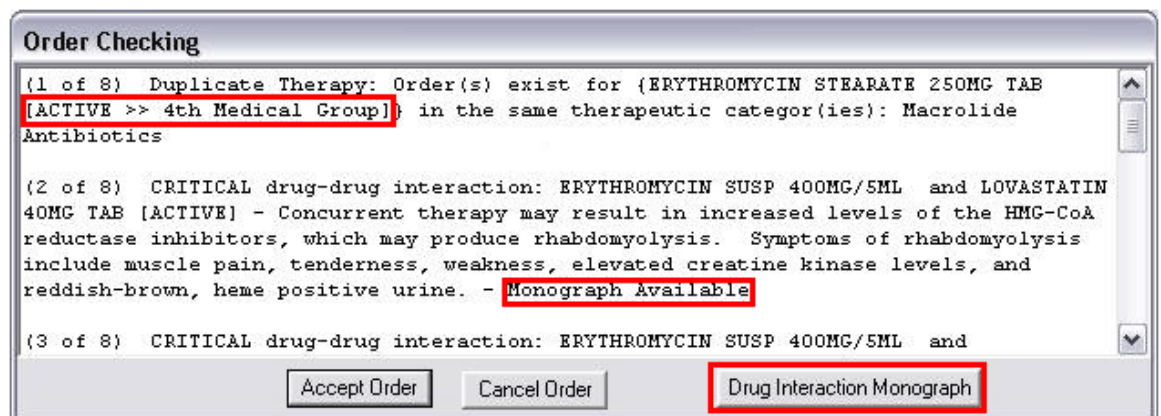 Order Checking
(1 of 8)  Duplicate Therapy: Order(s) exist for {ERYTHROMYCIN STEARATE 250MG TAB
[ACTIVE >> 4th Medical Group]} in the same therapeutic categor(ies): Macrolide
Antibiotics
(2 of 8)  CRITICAL drug-drug interaction: ERYTHROMYCIN SUSP 400MG/5ML  and LOVASTATIN
40MG TAB [ACTIVE] - Concurrent therapy may result in increased levels of the HMG-CoA
reductase inhibitors, which may produce rhabdomyolysis.  Symptoms of rhabdomyolysis
include muscle pain, tenderness, weakness, elevated creatine kinase levels, and
reddish-brown, heme positive urine. - Monograph Available
(3 of 8)  CRITICAL drug-drug interaction: ERYTHROMYCIN SUSP 400MG/5ML  and
Accept Order Cancel Order Drug Interaction Monograph